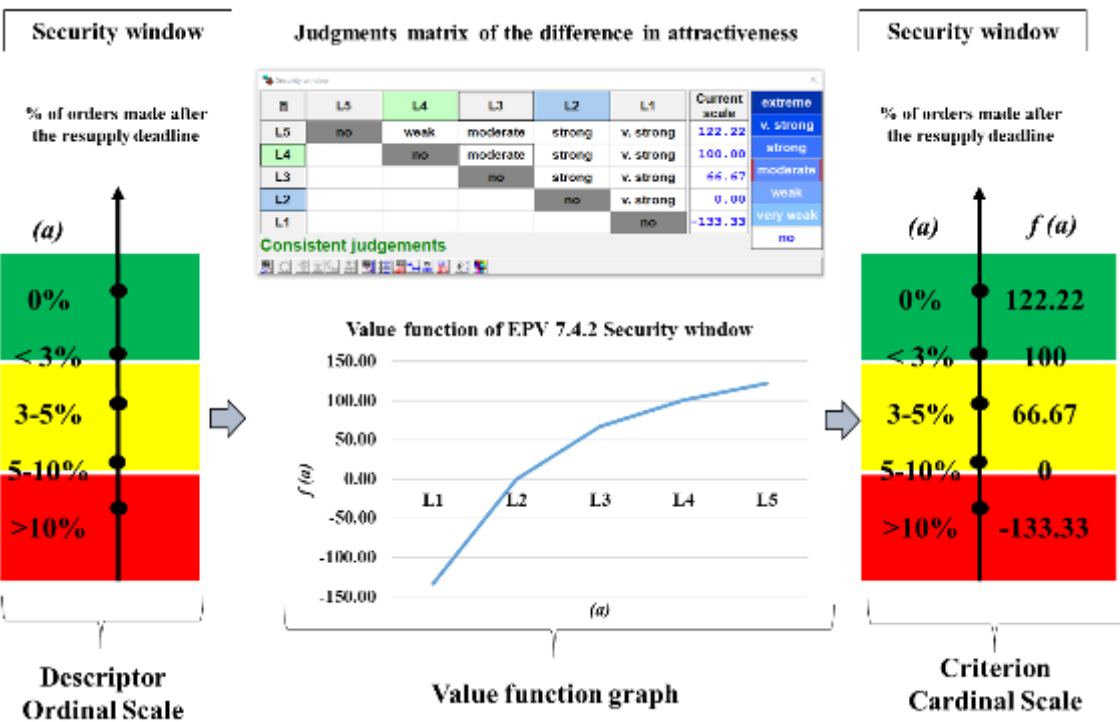 Security window
% of orders made after
the resupply deadline
(a)
0%
< 3%
3-5%
5-10%
>10%
Descriptor
Ordinal Scale
Judgments matrix of the difference in attractiveness
Security window
L5 L4 L3 L2 L1 Current scale
L5 no weak moderate strong v. strong 122.22
L4 no moderate strong v. strong 100.00
L3 no strong v. strong 66.67
L2 no v. strong 0.00
L1 no -133.33
extreme
v. strong
strong
moderate
weak
very weak
no
Consistent judgements
Value function of EPV 7.4.2 Security window
150.00
100.00
50.00
0.00
-50.00
-100.00
-150.00
f (a)
L1 L2 L3 L4 L5
(a)
Value function graph
Security window
% of orders made after
the resupply deadline
(a) f (a)
0% 122.22
< 3% 100
3-5% 66.67
5-10% 0
>10% -133.33
Criterion
Cardinal Scale